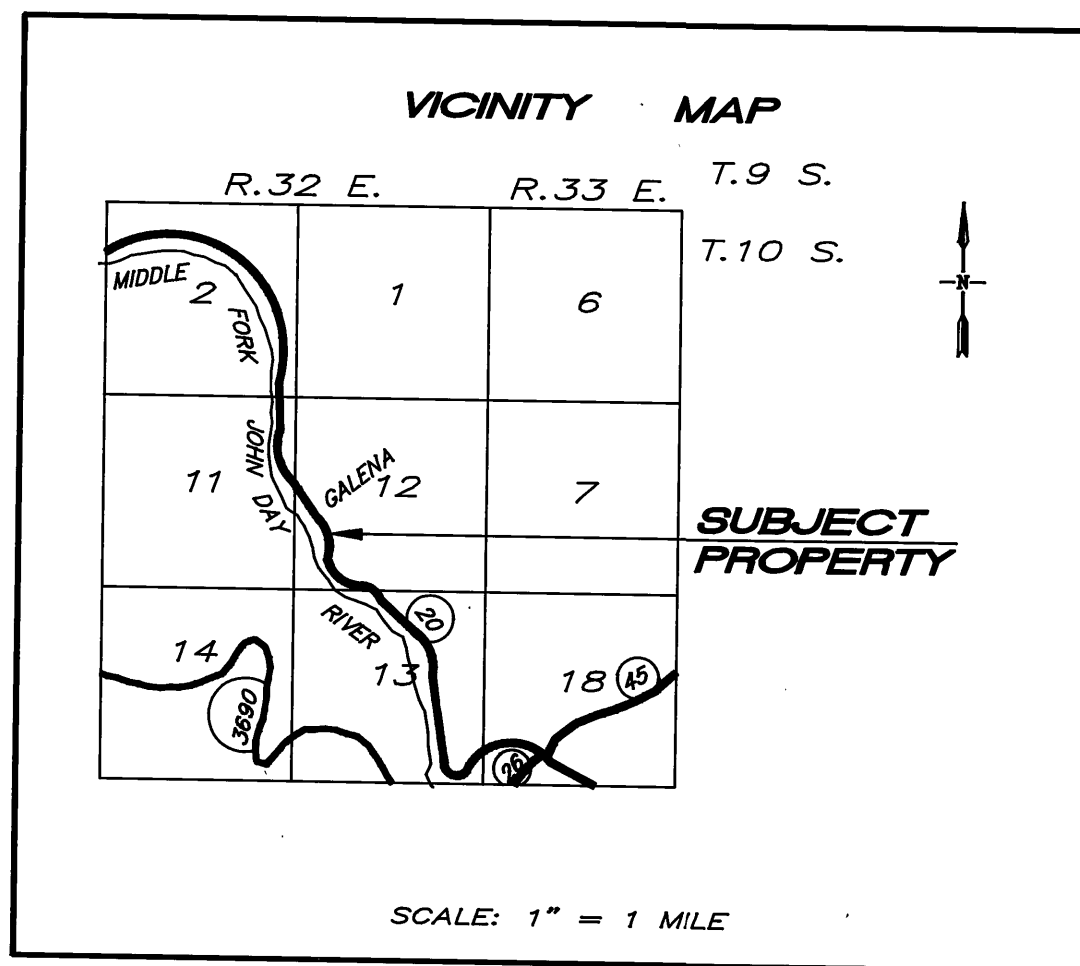 VICINITY MAP
T.9 S.
R.32 E. R.33 E.
T.10 S.
MIDDLE
2
1
6
FORK
JOHN
11
GALENA
12
7
DAY
SUBJECT
PROPERTY
RIVER
20
14
13
18
45
3690
26
N
SCALE: 1" = 1 MILE